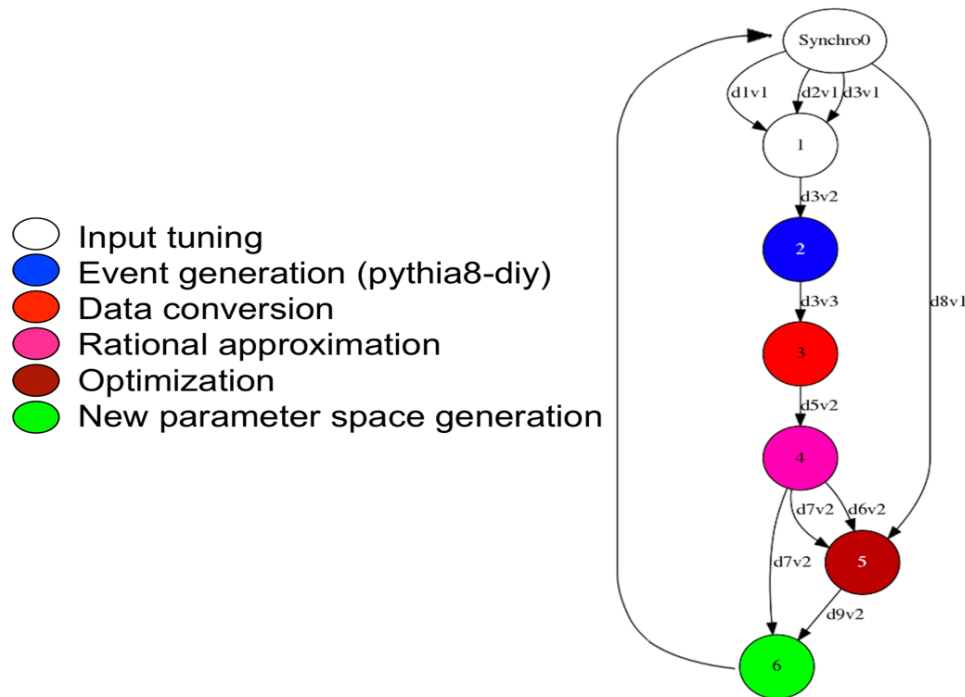 Synchro0
d1v1
d2v1
d3v1
1
d3v2
Input tuning
2
Event generation (pythia8-diy)
d3v3
d8v1
Data conversion
3
Rational approximation
Optimization
d5v2
New parameter space generation
4
d7v2
d6v2
d7v2
5
d9v2
6